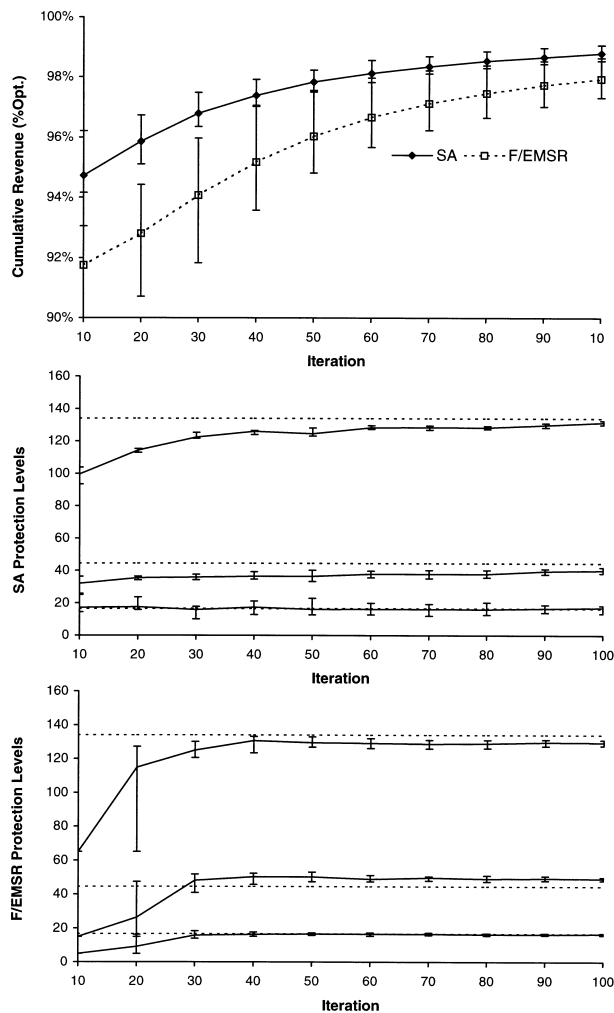 100%
98%
96%
94%
92%
90%
Cumulative Revenue (%Opt.)
SA
F/EMSR
10 20 30 40 50 60 70 80 90 10
Iteration
160
140
120
100
80
60
40
20
0
SA Protection Levels
10 20 30 40 50 60 70 80 90 100
Iteration
160
140
120
100
80
60
40
20
0
F/EMSR Protection Levels
10 20 30 40 50 60 70 80 90 100
Iteration